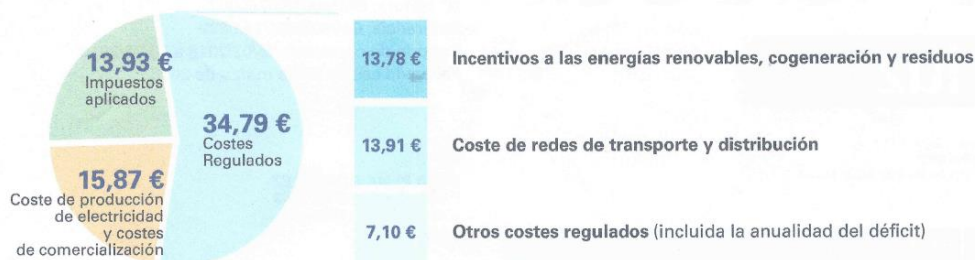 13,93 €
Impuestos
aplicados
34,79 €
Costes
Regulados
15,87 €
Coste de producción
de electricidad
y costes
de comercialización
13,78 € Incentivos a las energías renovables, cogeneración y residuos
13,91 € Coste de redes de transporte y distribución
7,10 € Otros costes regulados (incluida la anualidad del déficit)